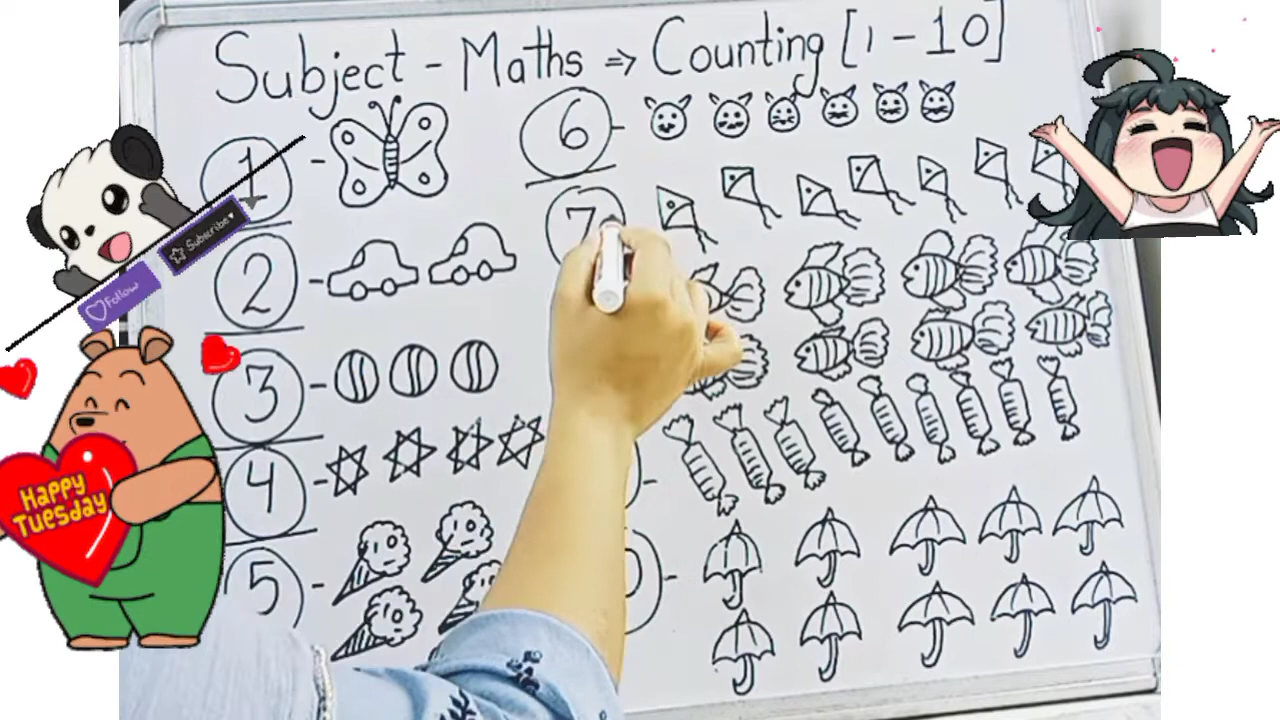 Subject - Maths => Counting [1 - 10]
1 -
2 -
3 -
4 -
5 -
6 -
7
Subscribe♥
Follow
Happy
Tuesday